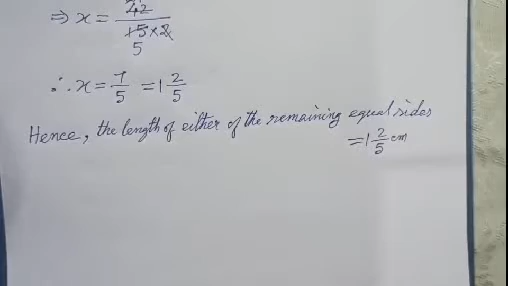 ⇒ x = 42 / 15×2
5
∴ x = 7/5 = 1 2/5
Hence, the length of either of the remaining equal sides
= 1 2/5 cm